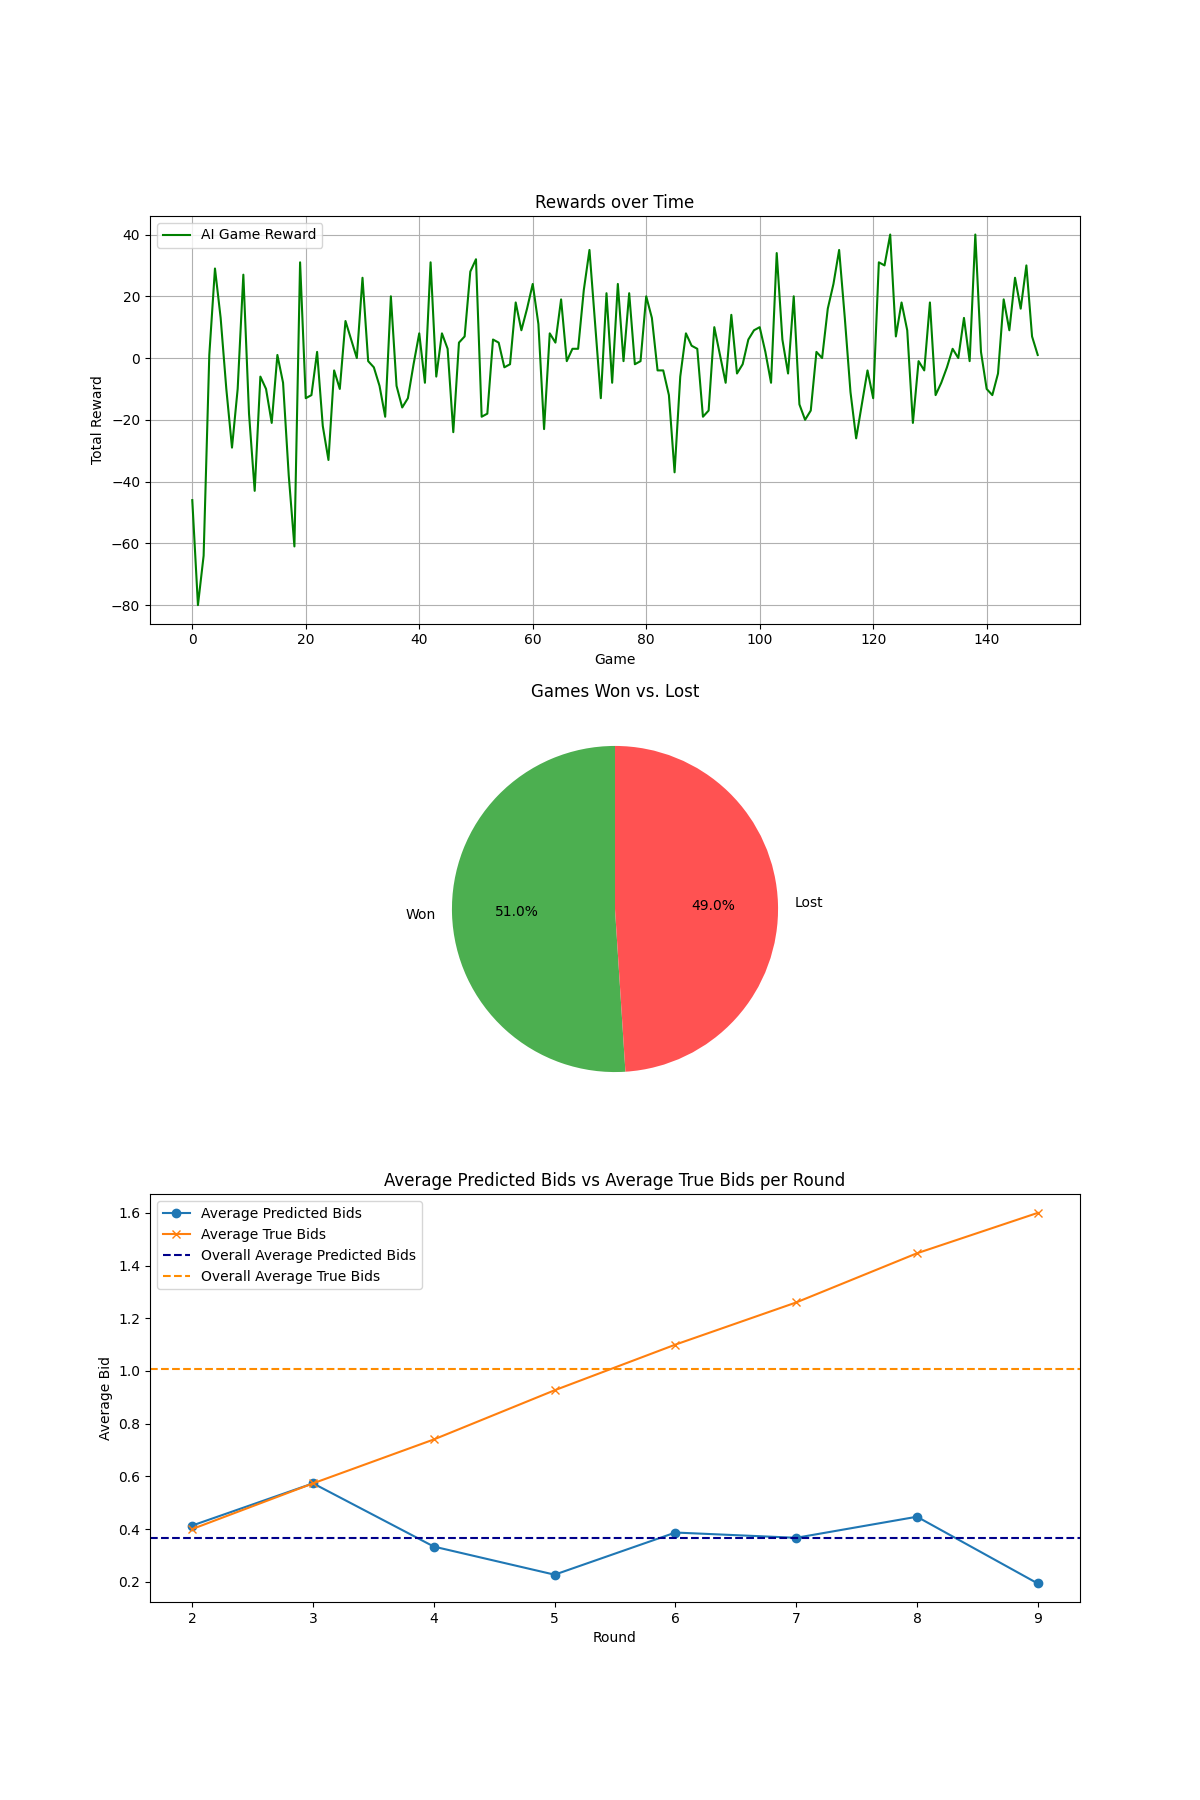 Rewards over Time
AI Game Reward
40
20
0
−20
−40
−60
−80
Total Reward
0 20 40 60 80 100 120 140
Game
Games Won vs. Lost
Won
51.0%
49.0%
Lost
Average Predicted Bids vs Average True Bids per Round
Average Predicted Bids
Average True Bids
Overall Average Predicted Bids
Overall Average True Bids
1.6
1.4
1.2
1.0
0.8
0.6
0.4
0.2
Average Bid
2 3 4 5 6 7 8 9
Round